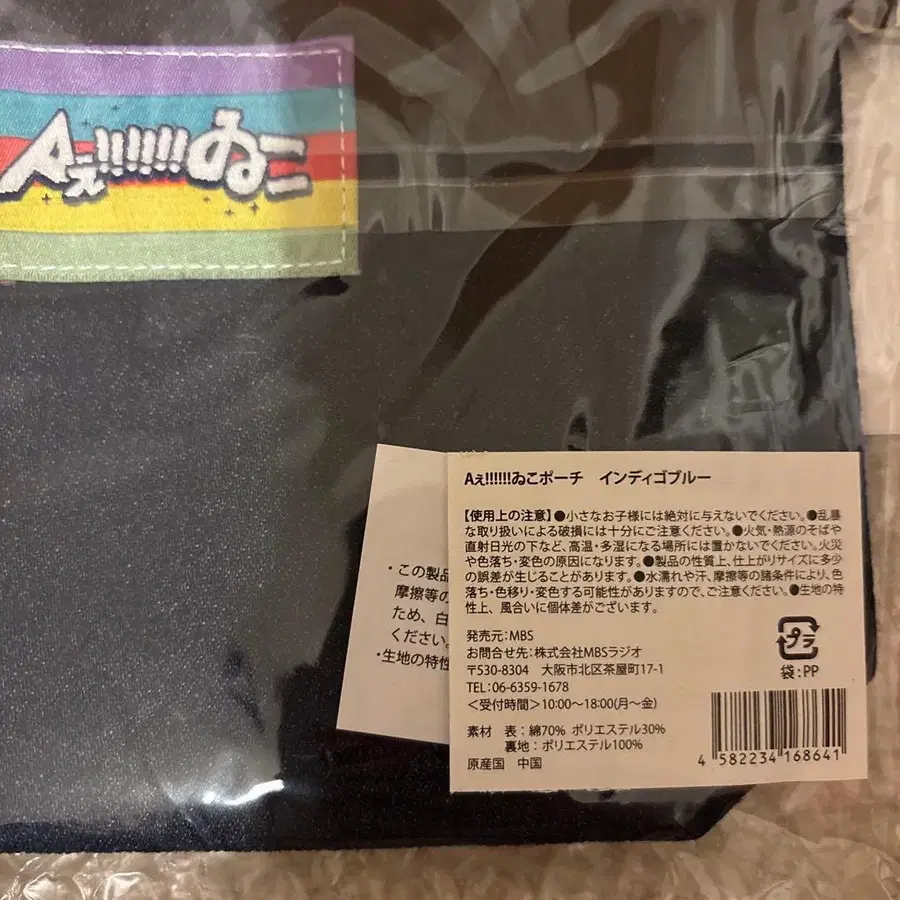 Aぇ!!!!!!ゐこ
Aぇ!!!!!!ゐこポーチ　インディゴブルー
【使用上の注意】●小さなお子様には絶対に与えないでください。●乱暴
な取り扱いによる破損には十分にご注意ください。●火気・熱源のそばや
直射日光の下など、高温・多湿になる場所には置かないでください。火災
や色落ち・変色の原因になります。●製品の性質上、仕上がりサイズに多少
の誤差が生じることがあります。●水濡れや汗、摩擦等の諸条件により、色
落ち・色移り・変色する可能性がありますので、ご注意ください。●生地の特
性上、風合いに個体差がございます。
発売元：MBS
お問合せ先：株式会社MBSラジオ
〒530-8304　大阪市北区茶屋町17-1
TEL：06-6359-1678
＜受付時間＞10:00～18:00(月～金)
素材　表：綿70% ポリエステル30%
裏地：ポリエステル100%
原産国　中国
プラ
袋：PP
4 582234 168641
・この製品
摩擦等の
ため、白
ください。
・生地の特性